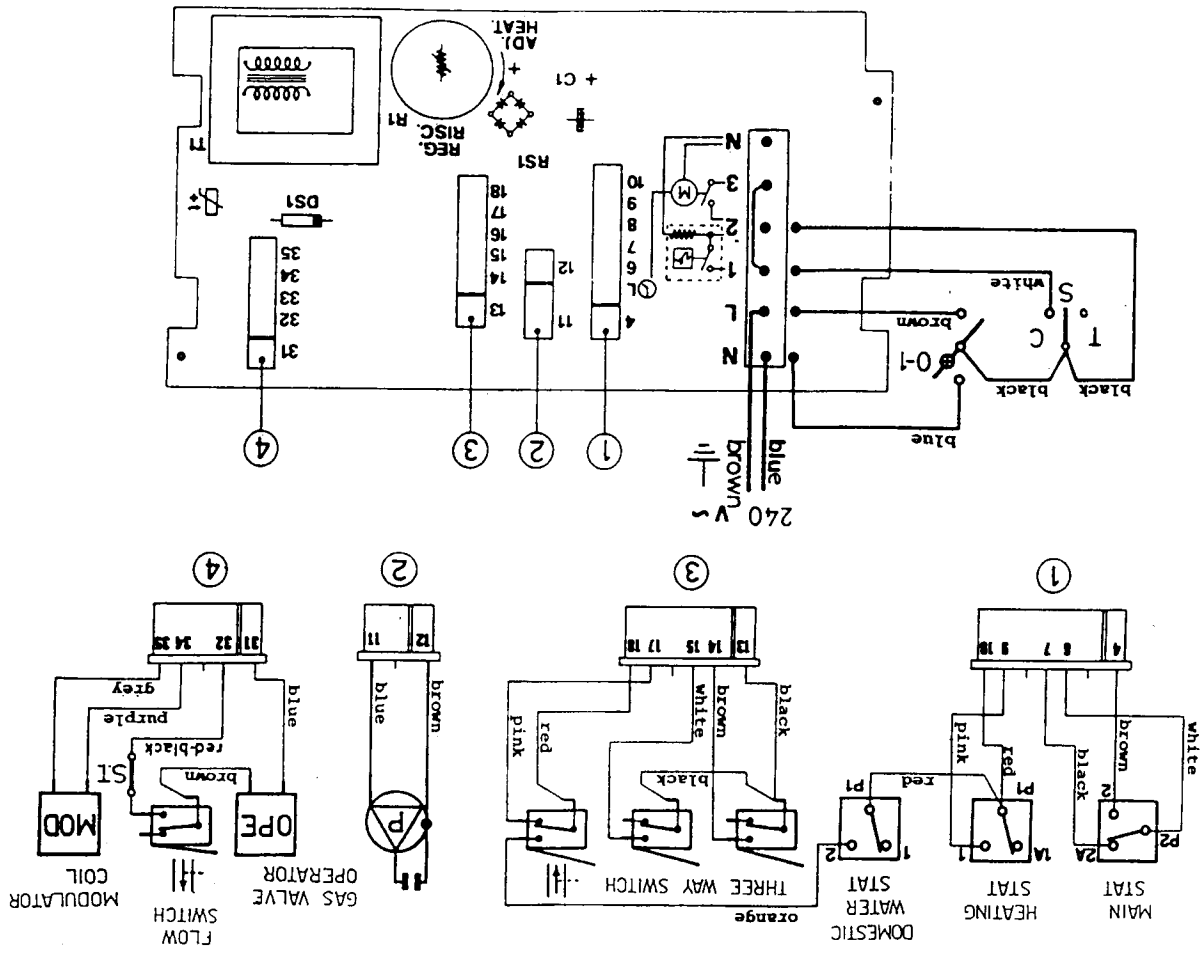 MAIN
STAT
HEATING
STAT
DOMESTIC
WATER
STAT
orange
THREE WAY SWITCH
GAS VALVE
OPERATOR
FLOW
SWITCH
MODULATOR
COIL
P2
2A
2
1A
1
P1
1
2
P1
P
OPE
MOD
white
brown
black
red
pink
red
black
brown
white
black
red
pink
brown
blue
blue
brown
S.T
red-black
purple
grey
4 6 7 9 10
13 14 15 17 18
12 11
31 32 34 35
1
3
2
4
240 V ~
blue
brown
blue
black
black
0-1
T
C
S
brown
white
N
L
1
2
3
N
M
1
2
3
4
4
L
6
7
8
9
10
11
12
13
14
15
16
17
18
31
32
33
34
35
RS1
DS1
+t
C1
+
+
REG.
RISC.
R1
ADJ.
HEAT.
T1